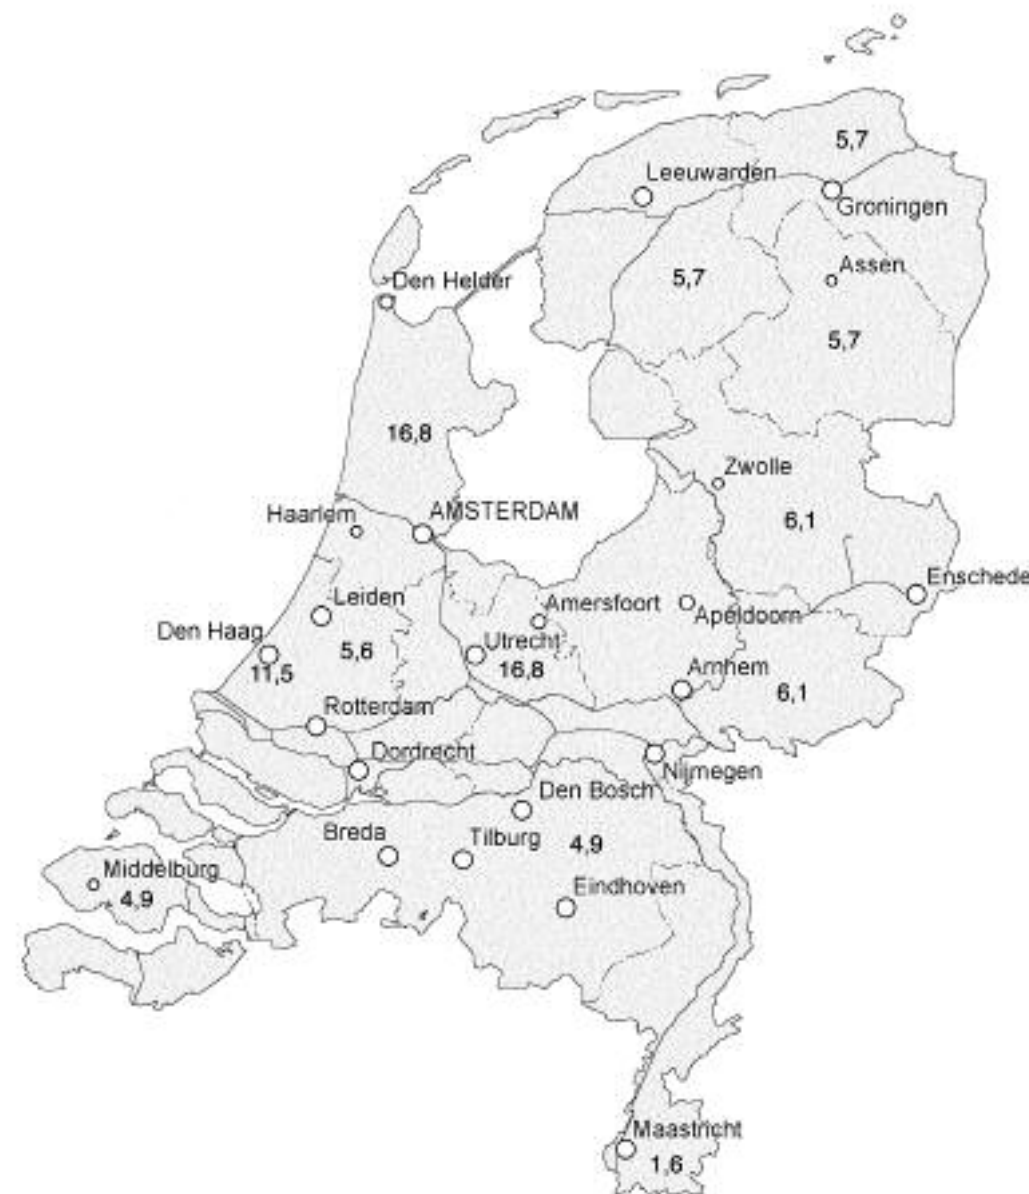 5,7
Leeuwarden
Groningen
Assen
5,7
Den Helder
5,7
16,8
Zwolle
Haarlem
AMSTERDAM
6,1
Enschede
Leiden
Amersfoort
Apeldoorn
Den Haag
5,6
Utrecht
11,5
16,8
Arnhem
6,1
Rotterdam
Dordrecht
Nijmegen
Den Bosch
Breda
Tilburg
4,9
Middelburg
4,9
Eindhoven
Maastricht
1,6